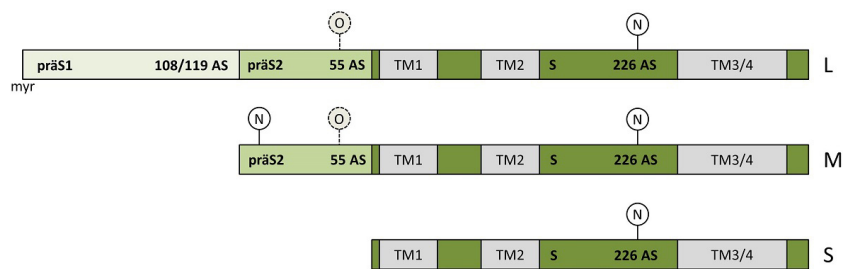 O N
präS1 108/119 AS präS2 55 AS TM1 TM2 S 226 AS TM3/4 L
myr
N O N
präS2 55 AS TM1 TM2 S 226 AS TM3/4 M
N
TM1 TM2 S 226 AS TM3/4 S